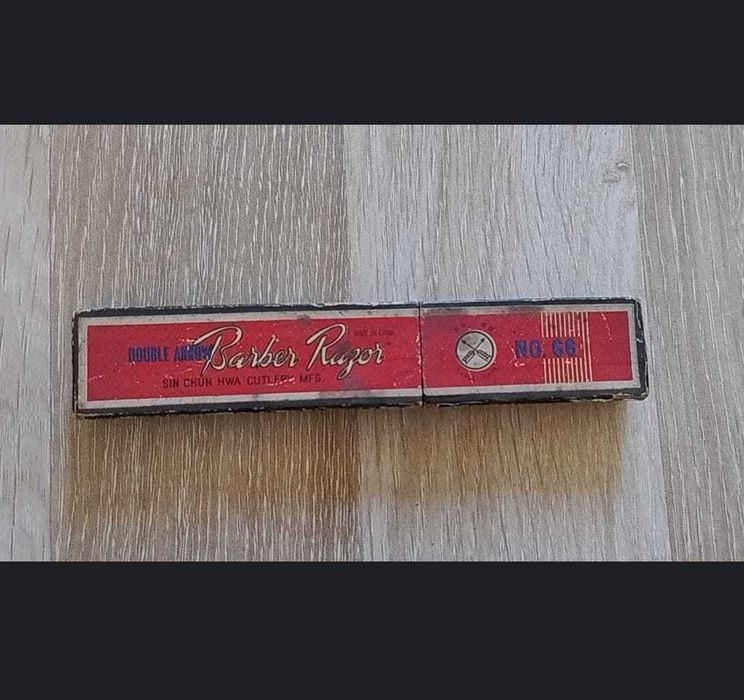 MADE IN CHINA
DOUBLE ARROW Barber Razor
SIN CHUN HWA CUTLERY MFG.
NO. 66